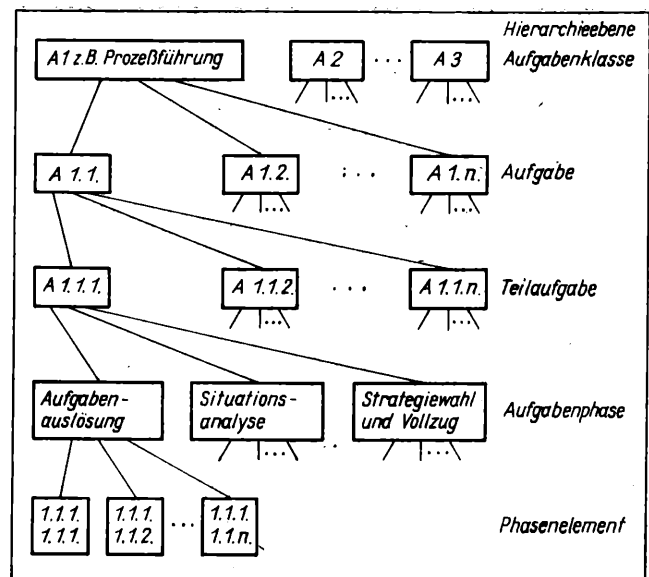 Hierarchieebene
A1 z.B. Prozeßführung A2 ... A3 Aufgabenklasse
... ...
A 1.1. A 1.2. ... A 1.n. Aufgabe
... ...
A 1.1.1. A 1.1.2. ... A 1.1.n. Teilaufgabe
... ...
Aufgaben-
auslösung
Situations-
analyse
Strategiewahl
und Vollzug
Aufgabenphase
... ...
1.1.1.
1.1.1.
1.1.1.
1.1.2.
...
1.1.1.
1.1.n.
Phasenelement